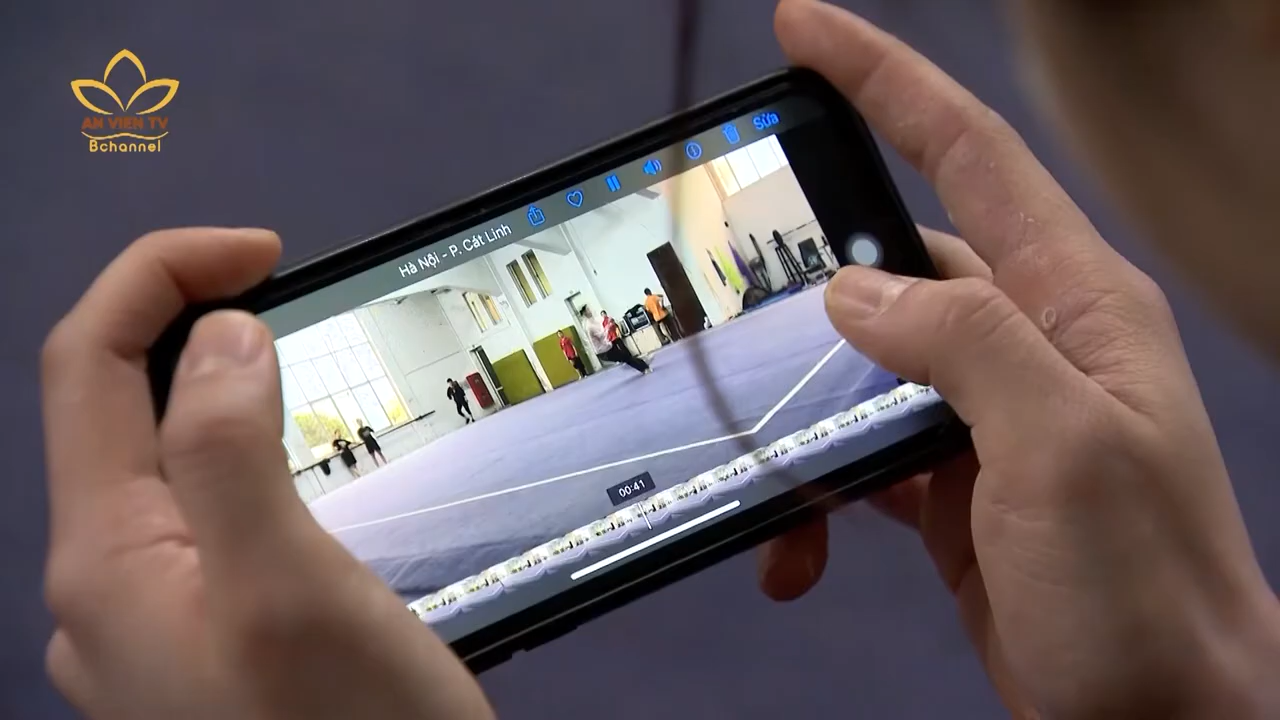 AN VIEN TV
Bchannel
Sửa
Hà Nội - P. Cát Linh
00:41